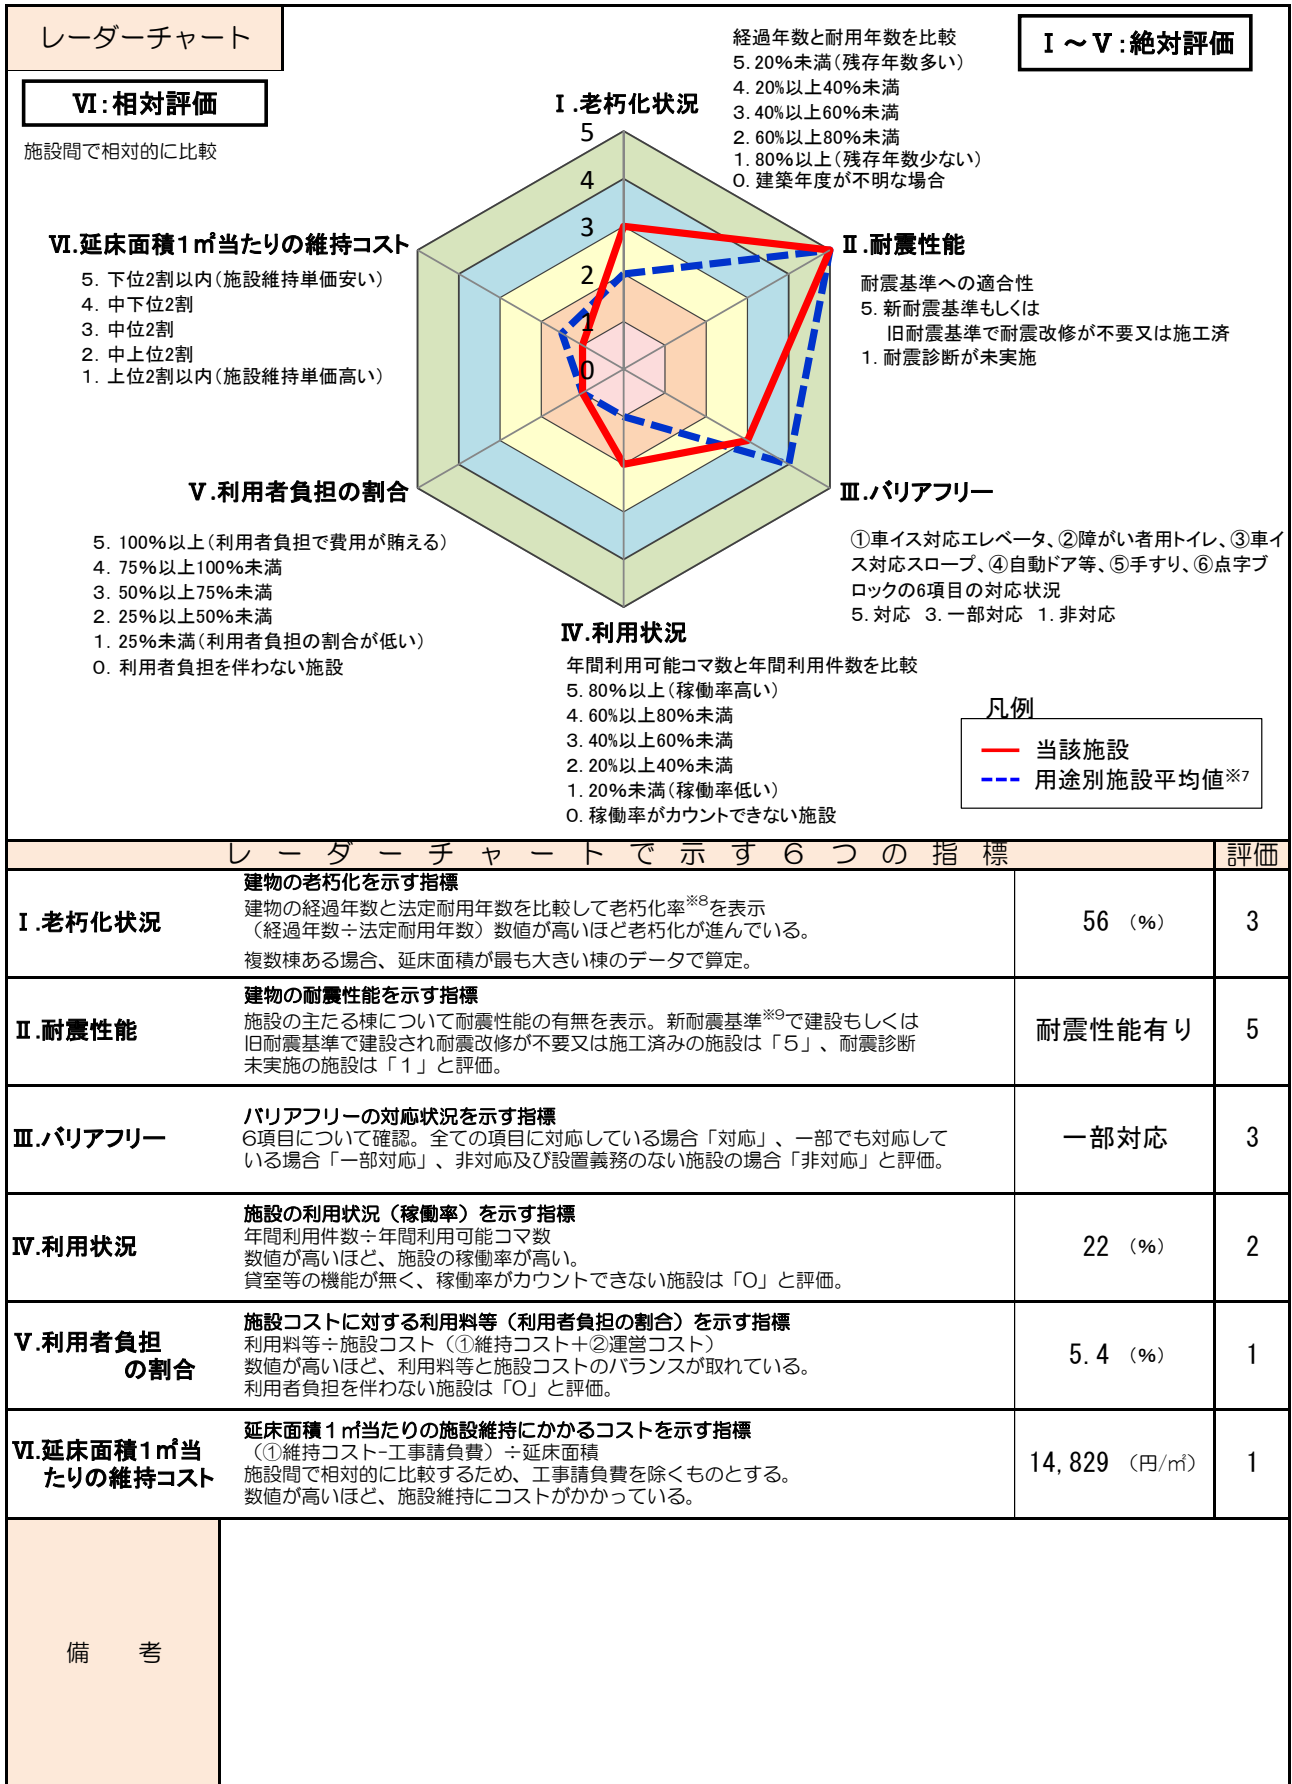 レーダーチャート
Ⅰ～Ⅴ:絶対評価
Ⅵ:相対評価
施設間で相対的に比較
Ⅰ.老朽化状況
経過年数と耐用年数を比較
5.20%未満(残存年数多い)
4.20%以上40%未満
3.40%以上60%未満
2.60%以上80%未満
1.80%以上(残存年数少ない)
0.建築年度が不明な場合
5
4
3
2
1
0
Ⅱ.耐震性能
耐震基準への適合性
5.新耐震基準もしくは
旧耐震基準で耐震改修が不要又は施工済
1.耐震診断が未実施
Ⅵ.延床面積1㎡当たりの維持コスト
5.下位2割以内(施設維持単価安い)
4.中下位2割
3.中位2割
2.中上位2割
1.上位2割以内(施設維持単価高い)
Ⅲ.バリアフリー
①車イス対応エレベータ、②障がい者用トイレ、③車イ
ス対応スロープ、④自動ドア等、⑤手すり、⑥点字ブ
ロックの6項目の対応状況
5.対応 3.一部対応 1.非対応
Ⅴ.利用者負担の割合
5.100%以上(利用者負担で費用が賄える)
4.75%以上100%未満
3.50%以上75%未満
2.25%以上50%未満
1.25%未満(利用者負担の割合が低い)
0.利用者負担を伴わない施設
Ⅳ.利用状況
年間利用可能コマ数と年間利用件数を比較
5.80%以上(稼働率高い)
4.60%以上80%未満
3.40%以上60%未満
2.20%以上40%未満
1.20%未満(稼働率低い)
0.稼働率がカウントできない施設
凡例
当該施設
用途別施設平均値※7
レーダーチャートで示す6つの指標 評価
Ⅰ.老朽化状況
建物の老朽化を示す指標
建物の経過年数と法定耐用年数を比較して老朽化率※8を表示
（経過年数÷法定耐用年数）数値が高いほど老朽化が進んでいる。
複数棟ある場合、延床面積が最も大きい棟のデータで算定。
56 (%) 3
Ⅱ.耐震性能
建物の耐震性能を示す指標
施設の主たる棟について耐震性能の有無を表示。新耐震基準※9で建設もしくは
旧耐震基準で建設され耐震改修が不要又は施工済みの施設は「5」、耐震診断
未実施の施設は「1」と評価。
耐震性能有り 5
Ⅲ.バリアフリー
バリアフリーの対応状況を示す指標
6項目について確認。全ての項目に対応している場合「対応」、一部でも対応して
いる場合「一部対応」、非対応及び設置義務のない施設の場合「非対応」と評価。
一部対応 3
Ⅳ.利用状況
施設の利用状況（稼働率）を示す指標
年間利用件数÷年間利用可能コマ数
数値が高いほど、施設の稼働率が高い。
貸室等の機能が無く、稼働率がカウントできない施設は「0」と評価。
22 (%) 2
Ⅴ.利用者負担
の割合
施設コストに対する利用料等（利用者負担の割合）を示す指標
利用料等÷施設コスト（①維持コスト+②運営コスト）
数値が高いほど、利用料等と施設コストのバランスが取れている。
利用者負担を伴わない施設は「0」と評価。
5.4 (%) 1
Ⅵ.延床面積1㎡当
たりの維持コスト
延床面積1㎡当たりの施設維持にかかるコストを示す指標
（①維持コスト-工事請負費）÷延床面積
施設間で相対的に比較するため、工事請負費を除くものとする。
数値が高いほど、施設維持にコストがかかっている。
14,829 (円/㎡) 1
備 考